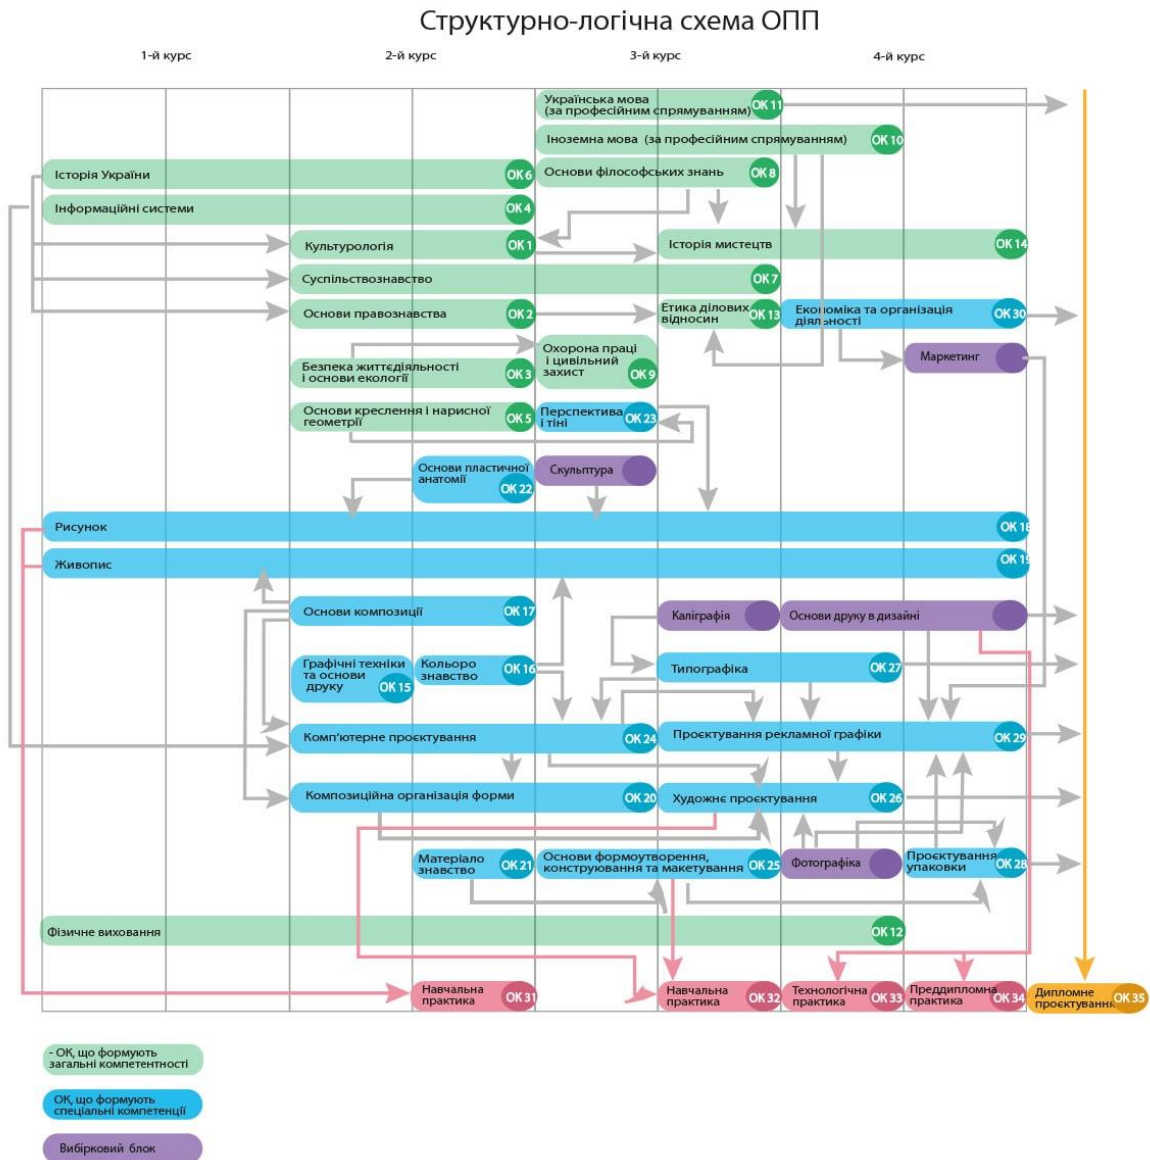 Структурно-логічна схема ОПП
1-й курс
2-й курс
3-й курс
4-й курс
Українська мова
(за професійним спрямуванням)
ОК 11
Іноземна мова (за професійним спрямуванням)
ОК 10
Історія України
ОК 6
Основи філософських знань
ОК 8
Інформаційні системи
ОК 4
Культурологія
ОК 1
Історія мистецтв
ОК 14
Суспільствознавство
ОК 7
Основи правознавства
ОК 2
Етика ділових
відносин
ОК 13
Економіка та організація
діяльності
ОК 30
Безпека життєдіяльності
і основи екології
ОК 3
Охорона праці
і цивільний
захист
ОК 9
Маркетинг
Основи креслення і нарисної
геометрії
ОК 5
Перспектива
і тіні
ОК 23
Основи пластичної
анатомії
ОК 22
Скульптура
Рисунок
ОК 18
Живопис
ОК 19
Основи композиції
ОК 17
Каліграфія
Основи друку в дизайні
Графічні техніки
та основи
друку
ОК 15
Кольоро
знавство
ОК 16
Типографіка
ОК 27
Комп'ютерне проєктування
ОК 24
Проєктування рекламної графіки
ОК 29
Композиційна організація форми
ОК 20
Художнє проєктування
ОК 26
Матеріало
знавство
ОК 21
Основи формоутворення,
конструювання та макетування
ОК 25
Фотографіка
Проєктування
упаковки
ОК 28
Фізичне виховання
ОК 12
Навчальна
практика
ОК 31
Навчальна
практика
ОК 32
Технологічна
практика
ОК 33
Преддипломна
практика
ОК 34
Дипломне
проєктування
ОК 35
- ОК, що формують
загальні компетентності
ОК, що формують
спеціальні компетенції
Вибірковий блок